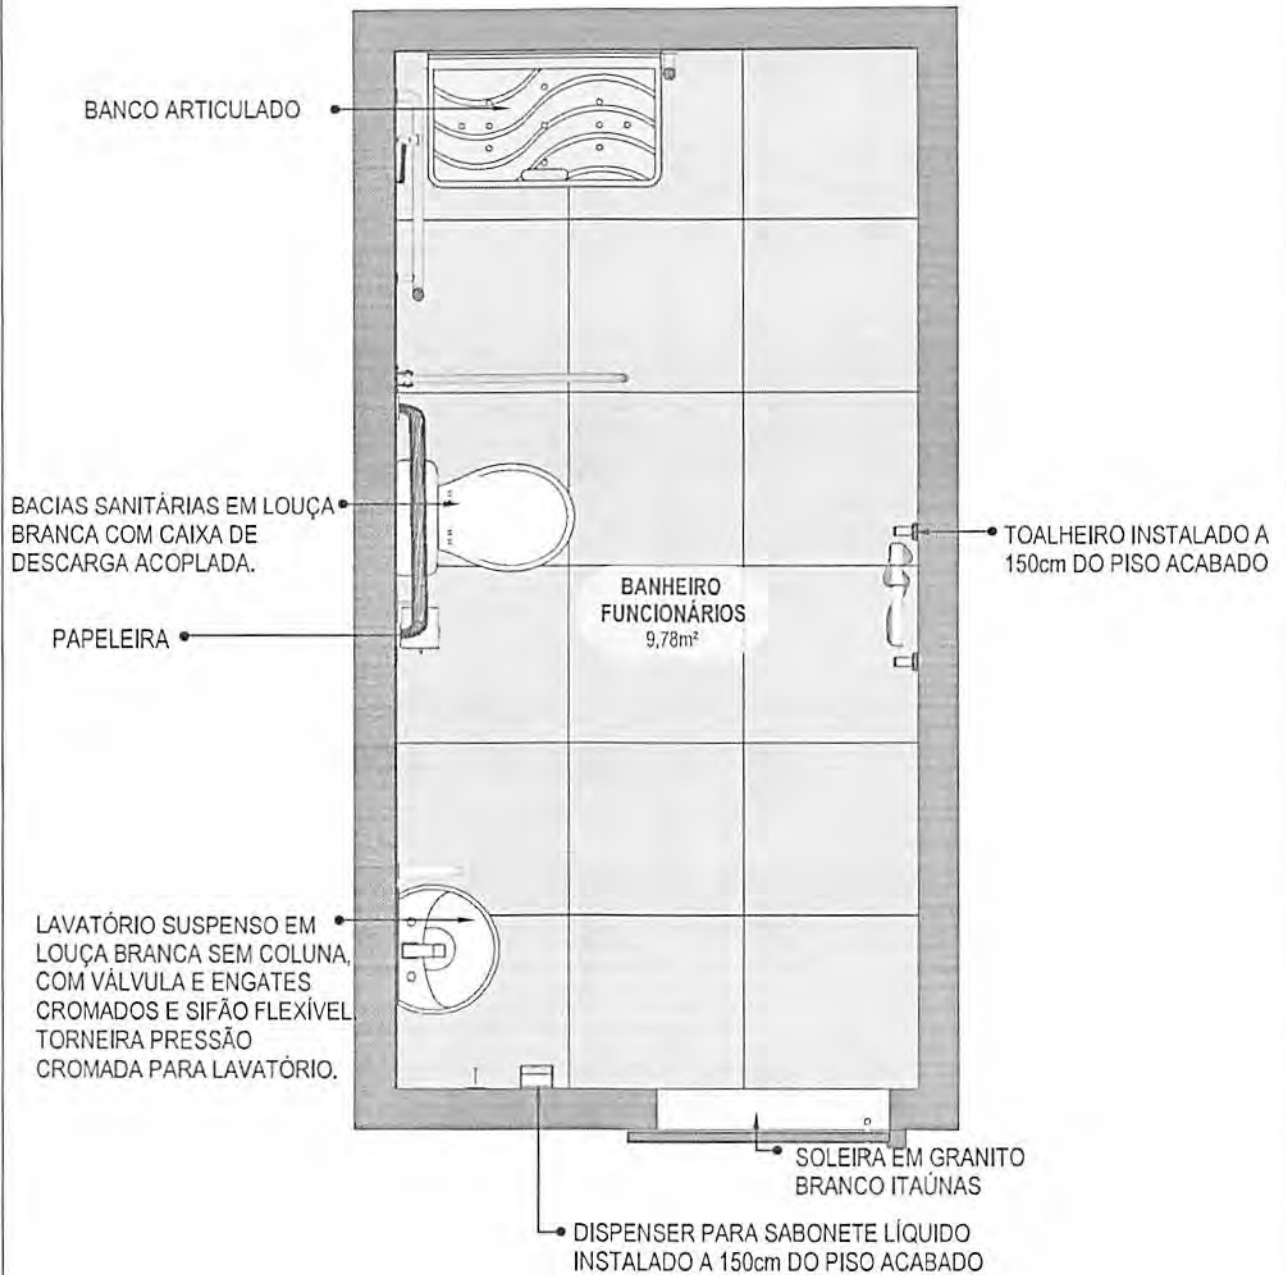 BANCO ARTICULADO
BACIAS SANITÁRIAS EM LOUÇA
BRANCA COM CAIXA DE
DESCARGA ACOPLADA.
TOALHEIRO INSTALADO A
150cm DO PISO ACABADO
BANHEIRO
FUNCIONÁRIOS
9,78m²
PAPELEIRA
LAVATÓRIO SUSPENSO EM
LOUÇA BRANCA SEM COLUNA,
COM VÁLVULA E ENGATES
CROMADOS E SIFÃO FLEXÍVEL
TORNEIRA PRESSÃO
CROMADA PARA LAVATÓRIO.
SOLEIRA EM GRANITO
BRANCO ITAÚNAS
DISPENSER PARA SABONETE LÍQUIDO
INSTALADO A 150cm DO PISO ACABADO